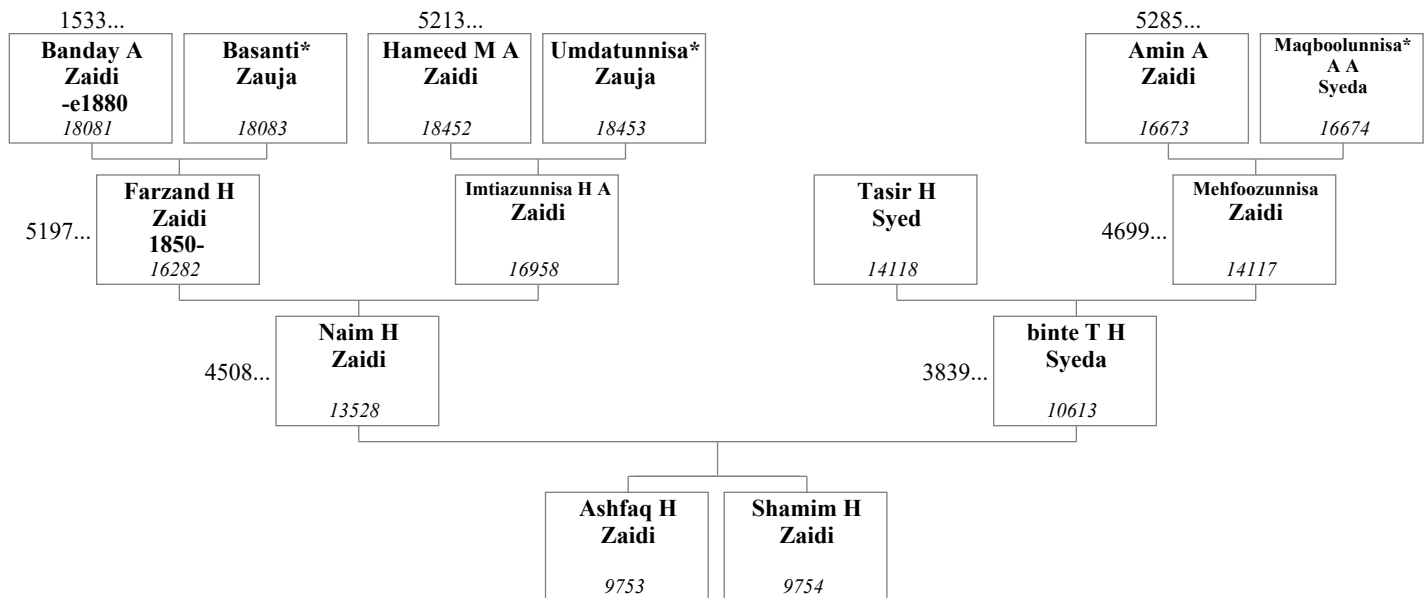 1533...
5213...
5285...
Banday A
Zaidi
-e1880
18081
Basanti*
Zauja
18083
Hameed M A
Zaidi
18452
Umdatunnisa*
Zauja
18453
Amin A
Zaidi
16673
Maqboolunnisa*
A A
Syeda
16674
5197...
Farzand H
Zaidi
1850-
16282
Imtiazunnisa H A
Zaidi
16958
Tasir H
Syed
14118
4699...
Mehfoozunnisa
Zaidi
14117
4508...
Naim H
Zaidi
13528
3839...
binte T H
Syeda
10613
Ashfaq H
Zaidi
9753
Shamim H
Zaidi
9754